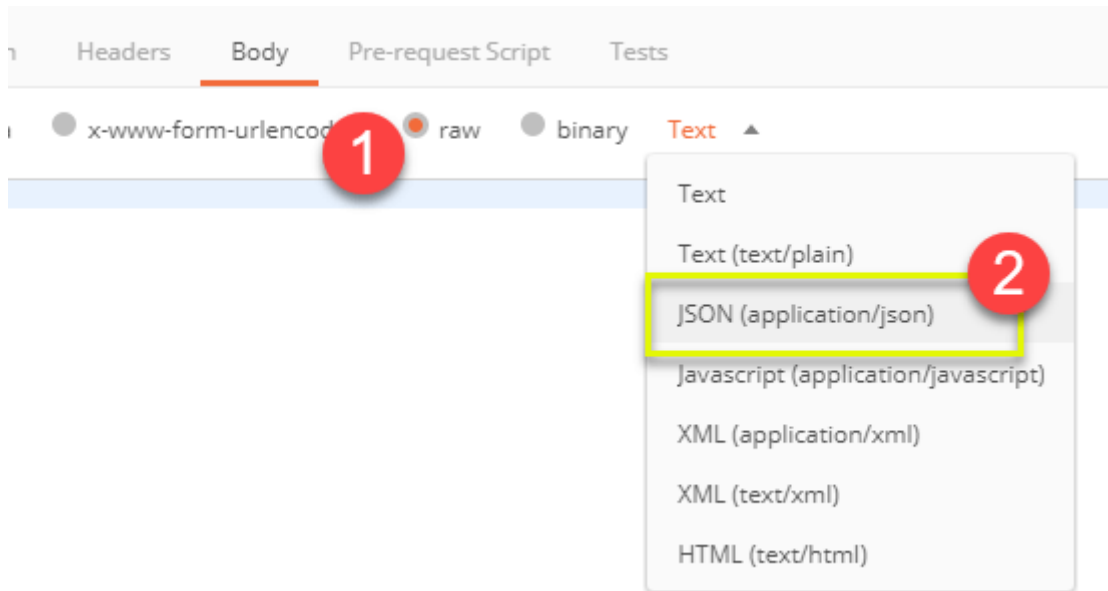 Headers Body Pre-request Script Tests
raw binary Text
1
Text
Text (text/plain)
2
JSON (application/json)
Javascript (application/javascript)
XML (application/xml)
XML (text/xml)
HTML (text/html)